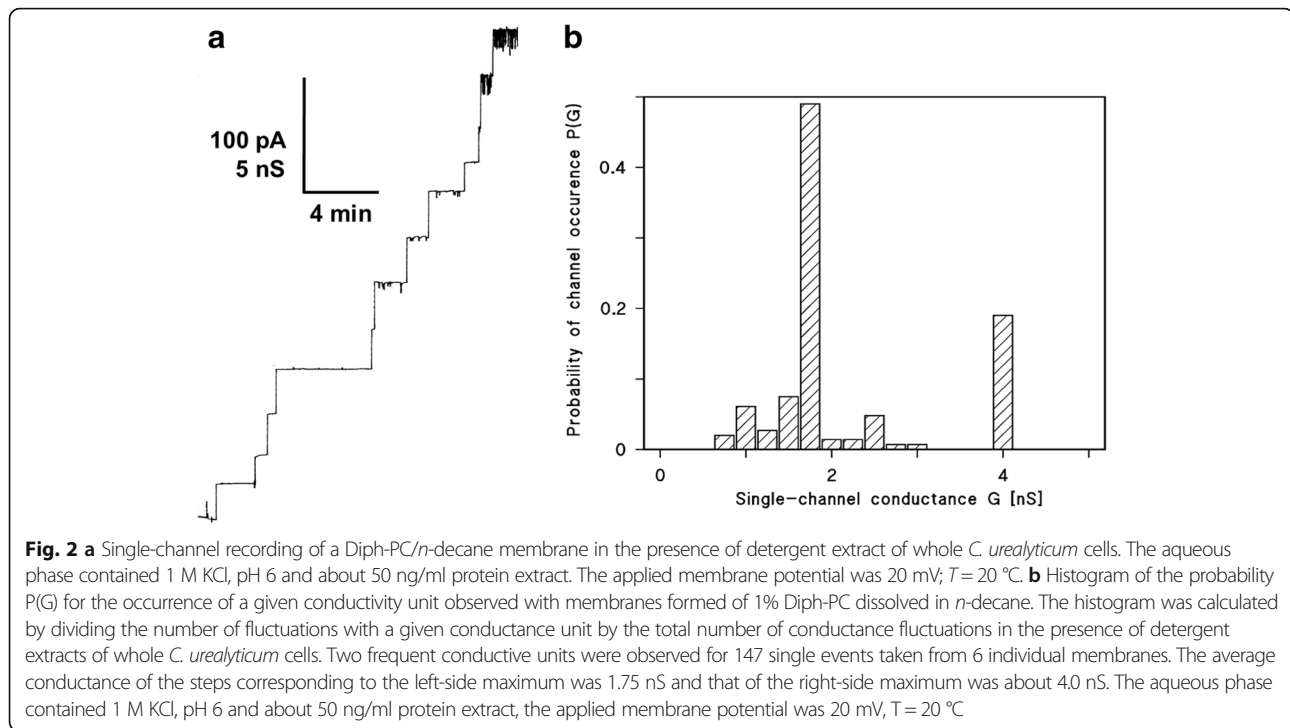 a
100 pA
5 nS
4 min
b
Probability of channel occurence P(G)
0.4
0.2
0
0 2 4
Single-channel conductance G [nS]
Fig. 2 a Single-channel recording of a Diph-PC/n-decane membrane in the presence of detergent extract of whole C. urealyticum cells. The aqueous
phase contained 1 M KCl, pH 6 and about 50 ng/ml protein extract. The applied membrane potential was 20 mV; T = 20 °C. b Histogram of the probability
P(G) for the occurrence of a given conductivity unit observed with membranes formed of 1% Diph-PC dissolved in n-decane. The histogram was calculated
by dividing the number of fluctuations with a given conductance unit by the total number of conductance fluctuations in the presence of detergent
extracts of whole C. urealyticum cells. Two frequent conductive units were observed for 147 single events taken from 6 individual membranes. The average
conductance of the steps corresponding to the left-side maximum was 1.75 nS and that of the right-side maximum was about 4.0 nS. The aqueous phase
contained 1 M KCl, pH 6 and about 50 ng/ml protein extract, the applied membrane potential was 20 mV, T = 20 °C